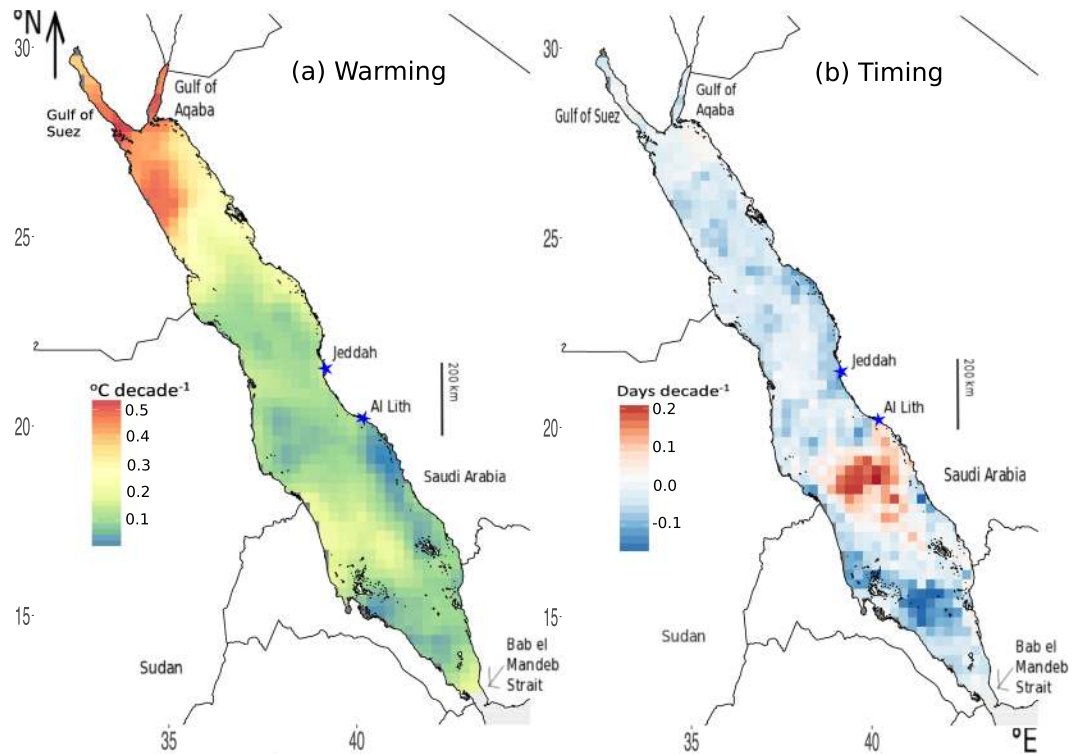 ºN
(a) Warming
30
Gulf of
Aqaba
Gulf of
Suez
25
Jeddah
200 km
ºC decade⁻¹
0.5
0.4
0.3
0.2
0.1
Al Lith
20
Saudi Arabia
15
Sudan
Bab el
Mandeb
Strait
35
40
(b) Timing
30
Gulf of
Aqaba
Gulf of Suez
25
Jeddah
200 km
Days decade⁻¹
0.2
0.1
0.0
-0.1
Al Lith
20
Saudi Arabia
15
Sudan
Bab el
Mandeb
Strait
35
40
ºE